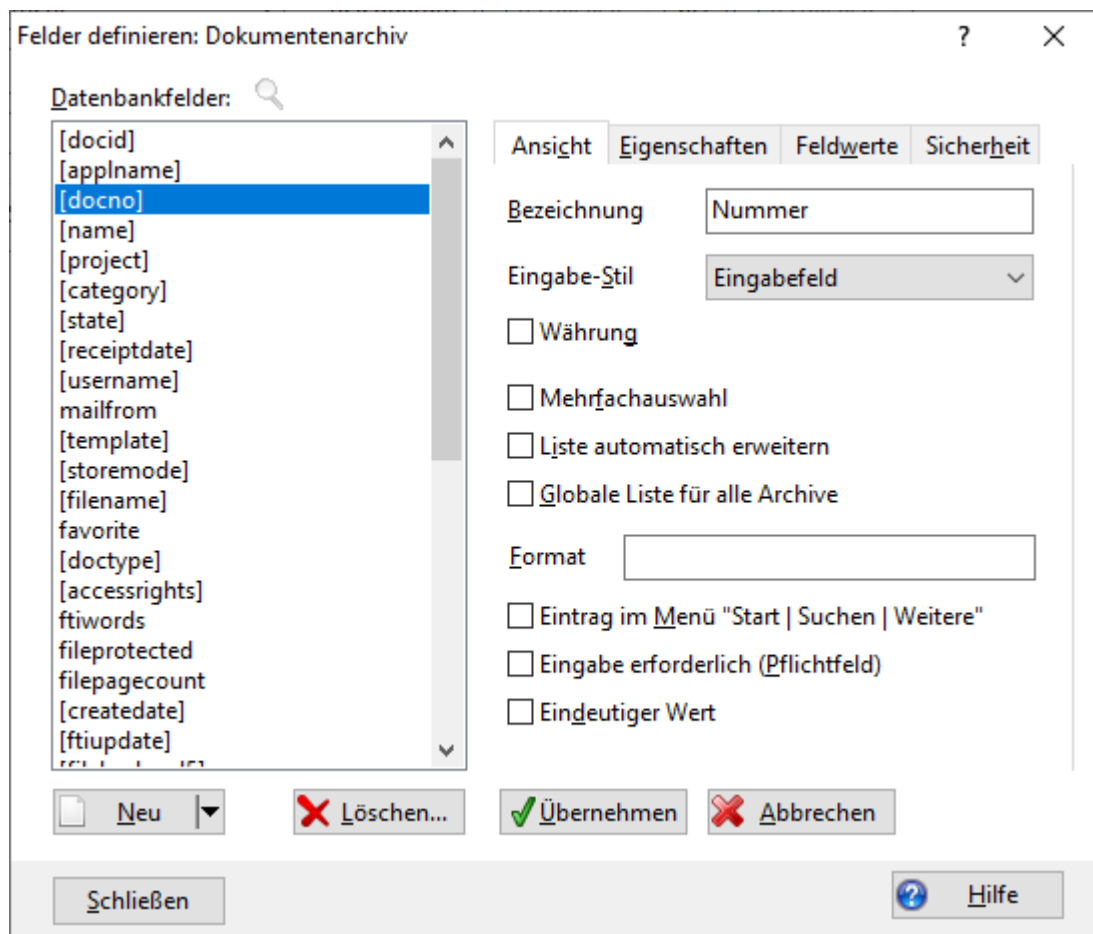 Felder definieren: Dokumentenarchiv
?
Datenbankfelder:
[docid]
[applname]
[docno]
[name]
[project]
[category]
[state]
[receiptdate]
[username]
mailfrom
[template]
[storemode]
[filename]
favorite
[doctype]
[accessrights]
ftiwords
fileprotected
filepagecount
[createdate]
[ftiupdate]
Ansicht Eigenschaften Feldwerte Sicherheit
Bezeichnung Nummer
Eingabe-Stil Eingabefeld
Währung
Mehrfachauswahl
Liste automatisch erweitern
Globale Liste für alle Archive
Format
Eintrag im Menü "Start | Suchen | Weitere"
Eingabe erforderlich (Pflichtfeld)
Eindeutiger Wert
Neu Löschen... Übernehmen Abbrechen
Schließen ? Hilfe